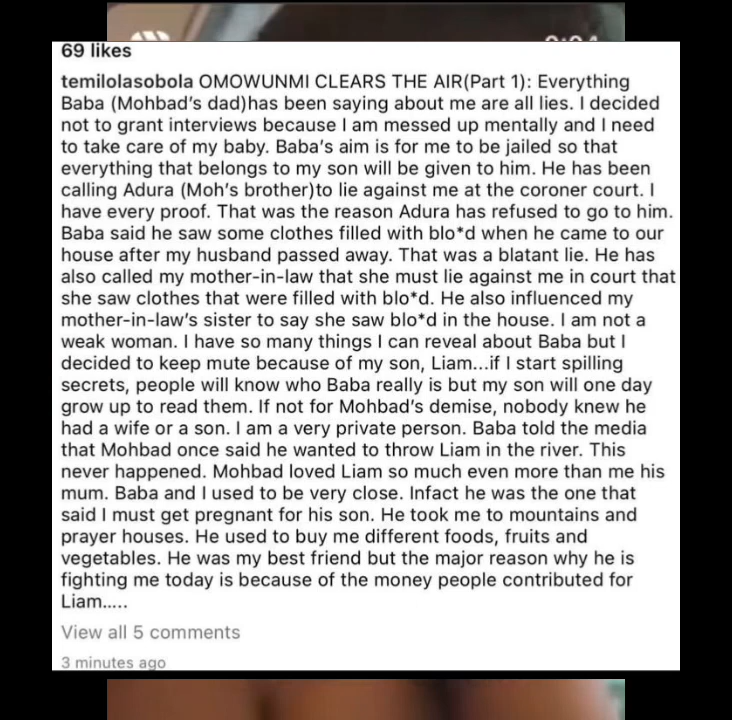 69 likes
temilolasobola OMOWUNMI CLEARS THE AIR(Part 1): Everything
Baba (Mohbad's dad)has been saying about me are all lies. I decided
not to grant interviews because I am messed up mentally and I need
to take care of my baby. Baba's aim is for me to be jailed so that
everything that belongs to my son will be given to him. He has been
calling Adura (Moh's brother)to lie against me at the coroner court. I
have every proof. That was the reason Adura has refused to go to him.
Baba said he saw some clothes filled with blo*d when he came to our
house after my husband passed away. That was a blatant lie. He has
also called my mother-in-law that she must lie against me in court that
she saw clothes that were filled with blo*d. He also influenced my
mother-in-law's sister to say she saw blo*d in the house. I am not a
weak woman. I have so many things I can reveal about Baba but I
decided to keep mute because of my son, Liam...if I start spilling
secrets, people will know who Baba really is but my son will one day
grow up to read them. If not for Mohbad's demise, nobody knew he
had a wife or a son. I am a very private person. Baba told the media
that Mohbad once said he wanted to throw Liam in the river. This
never happened. Mohbad loved Liam so much even more than me his
mum. Baba and I used to be very close. Infact he was the one that
said I must get pregnant for his son. He took me to mountains and
prayer houses. He used to buy me different foods, fruits and
vegetables. He was my best friend but the major reason why he is
fighting me today is because of the money people contributed for
Liam.....
View all 5 comments
3 minutes ago